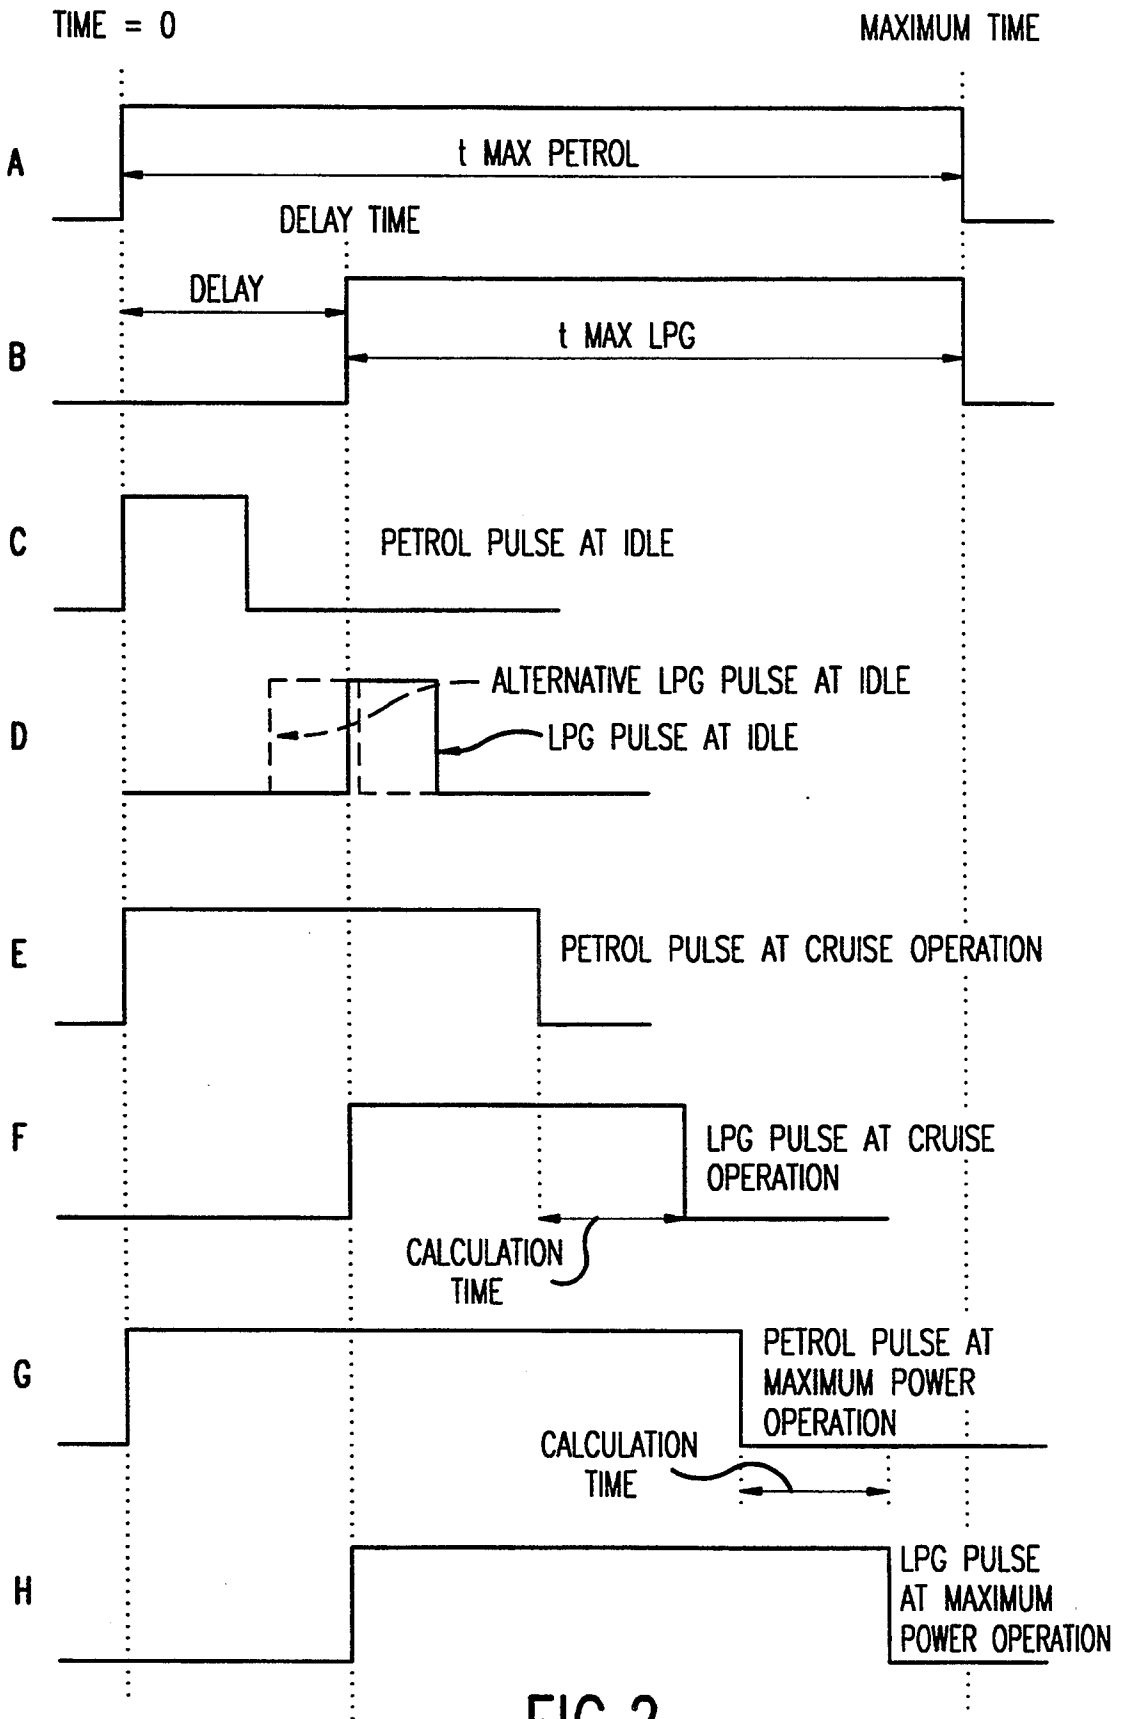 TIME = 0
MAXIMUM TIME
A
t MAX PETROL
DELAY TIME
DELAY
B
t MAX LPG
C
PETROL PULSE AT IDLE
D
ALTERNATIVE LPG PULSE AT IDLE
LPG PULSE AT IDLE
E
PETROL PULSE AT CRUISE OPERATION
F
LPG PULSE AT CRUISE
OPERATION
CALCULATION
TIME
G
PETROL PULSE AT
MAXIMUM POWER
OPERATION
CALCULATION
TIME
H
LPG PULSE
AT MAXIMUM
POWER OPERATION
FIG 2